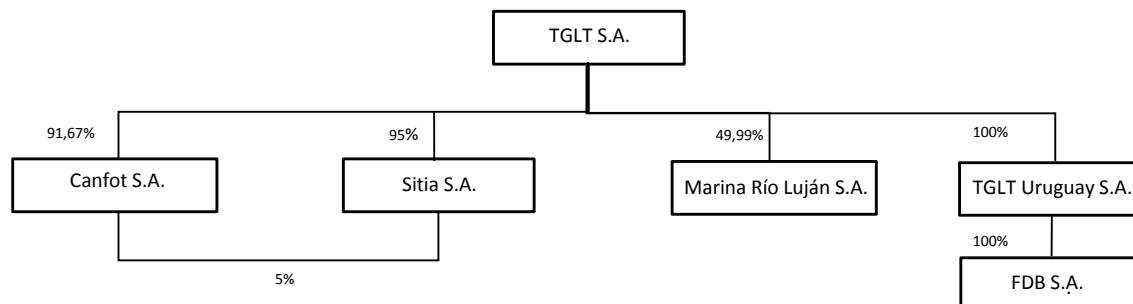 TGLT S.A.
91,67%
95%
49,99%
100%
Canfot S.A.
Sitia S.A.
Marina Río Luján S.A.
TGLT Uruguay S.A.
100%
5%
FDB S.A.